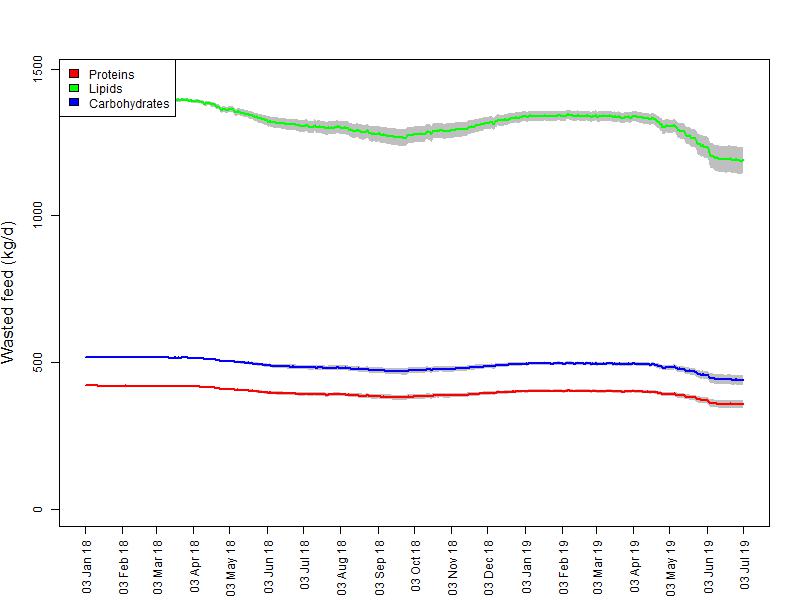 Wasted feed (kg/d)
1500
1000
500
0
Proteins
Lipids
Carbohydrates
03 Jan 18
03 Feb 18
03 Mar 18
03 Apr 18
03 May 18
03 Jun 18
03 Jul 18
03 Aug 18
03 Sep 18
03 Oct 18
03 Nov 18
03 Dec 18
03 Jan 19
03 Feb 19
03 Mar 19
03 Apr 19
03 May 19
03 Jun 19
03 Jul 19